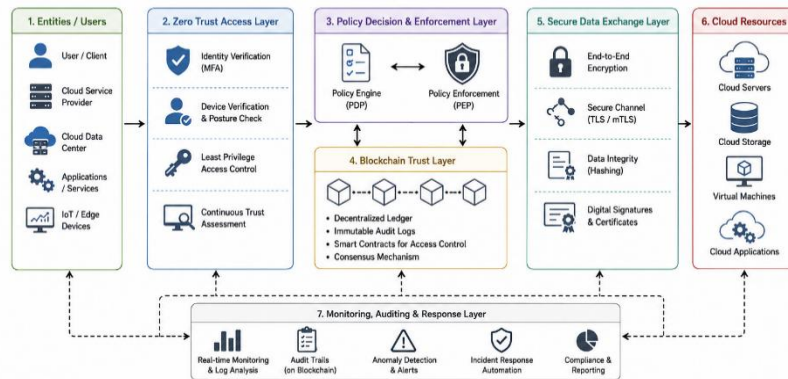 1. Entities / Users
User / Client
Cloud Service
Provider
Cloud Data
Center
Applications
/ Services
IoT / Edge
Devices
2. Zero Trust Access Layer
Identity Verification
(MFA)
Device Verification
& Posture Check
Least Privilege
Access Control
Continuous Trust
Assessment
3. Policy Decision & Enforcement Layer
Policy Engine
(PDP)
Policy Enforcement
(PEP)
4. Blockchain Trust Layer
• Decentralized Ledger
• Immutable Audit Logs
• Smart Contracts for Access Control
• Consensus Mechanism
5. Secure Data Exchange Layer
End-to-End
Encryption
Secure Channel
(TLS / mTLS)
Data Integrity
(Hashing)
Digital Signatures
& Certificates
6. Cloud Resources
Cloud Servers
Cloud Storage
Virtual Machines
Cloud Applications
7. Monitoring, Auditing & Response Layer
Real-time Monitoring
& Log Analysis
Audit Trails
(on Blockchain)
Anomaly Detection
& Alerts
Incident Response
Automation
Compliance &
Reporting